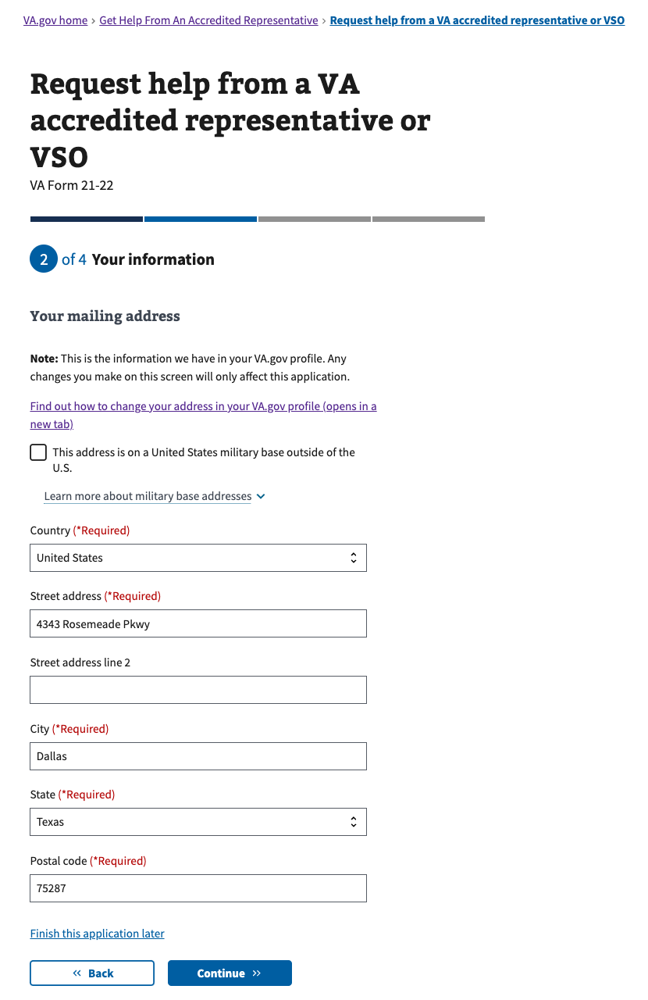 VA.gov home › Get Help From An Accredited Representative › Request help from a VA accredited representative or VSO
Request help from a VA
accredited representative or
VSO
VA Form 21-22
2 of 4 Your information
Your mailing address
Note: This is the information we have in your VA.gov profile. Any
changes you make on this screen will only affect this application.
Find out how to change your address in your VA.gov profile (opens in a
new tab)
This address is on a United States military base outside of the
U.S.
Learn more about military base addresses
Country (*Required)
United States
Street address (*Required)
4343 Rosemeade Pkwy
Street address line 2
City (*Required)
Dallas
State (*Required)
Texas
Postal code (*Required)
75287
Finish this application later
« Back
Continue »